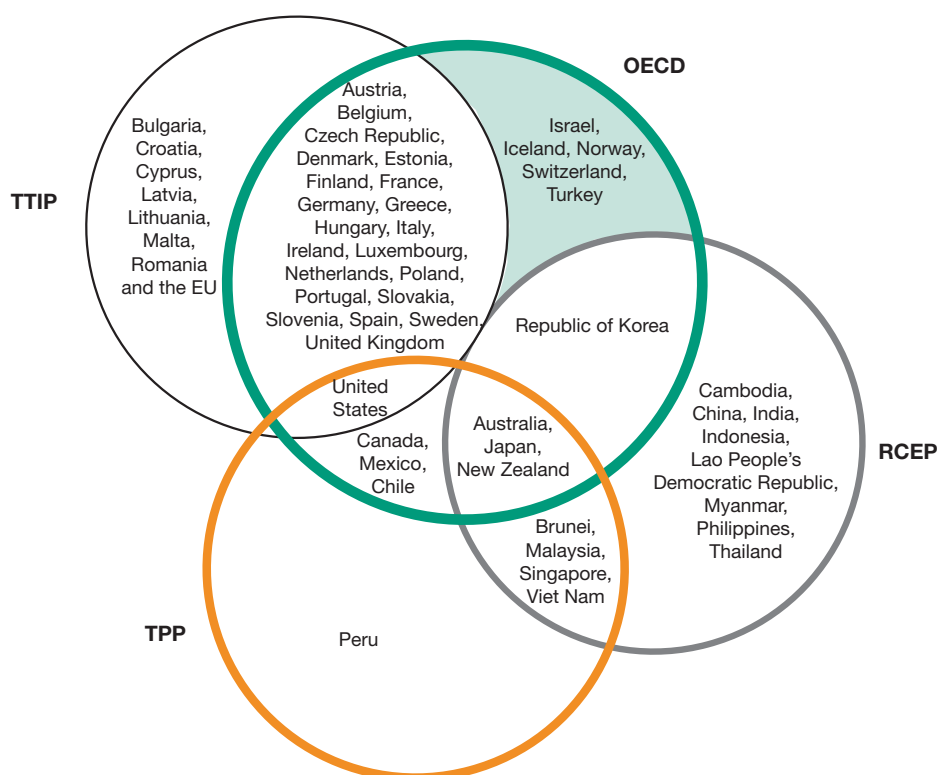 OECD
Austria,
Belgium,
Czech Republic,
Denmark, Estonia,
Finland, France,
Germany, Greece,
Hungary, Italy,
Ireland, Luxembourg,
Netherlands, Poland,
Portugal, Slovakia,
Slovenia, Spain, Sweden,
United Kingdom
Israel,
Iceland, Norway,
Switzerland,
Turkey
TTIP
Bulgaria,
Croatia,
Cyprus,
Latvia,
Lithuania,
Malta,
Romania
and the EU
Republic of Korea
United
States
Canada,
Mexico,
Chile
Australia,
Japan,
New Zealand
Cambodia,
China, India,
Indonesia,
Lao People's
Democratic Republic,
Myanmar,
Philippines,
Thailand
RCEP
Brunei,
Malaysia,
Singapore,
Viet Nam
TPP
Peru